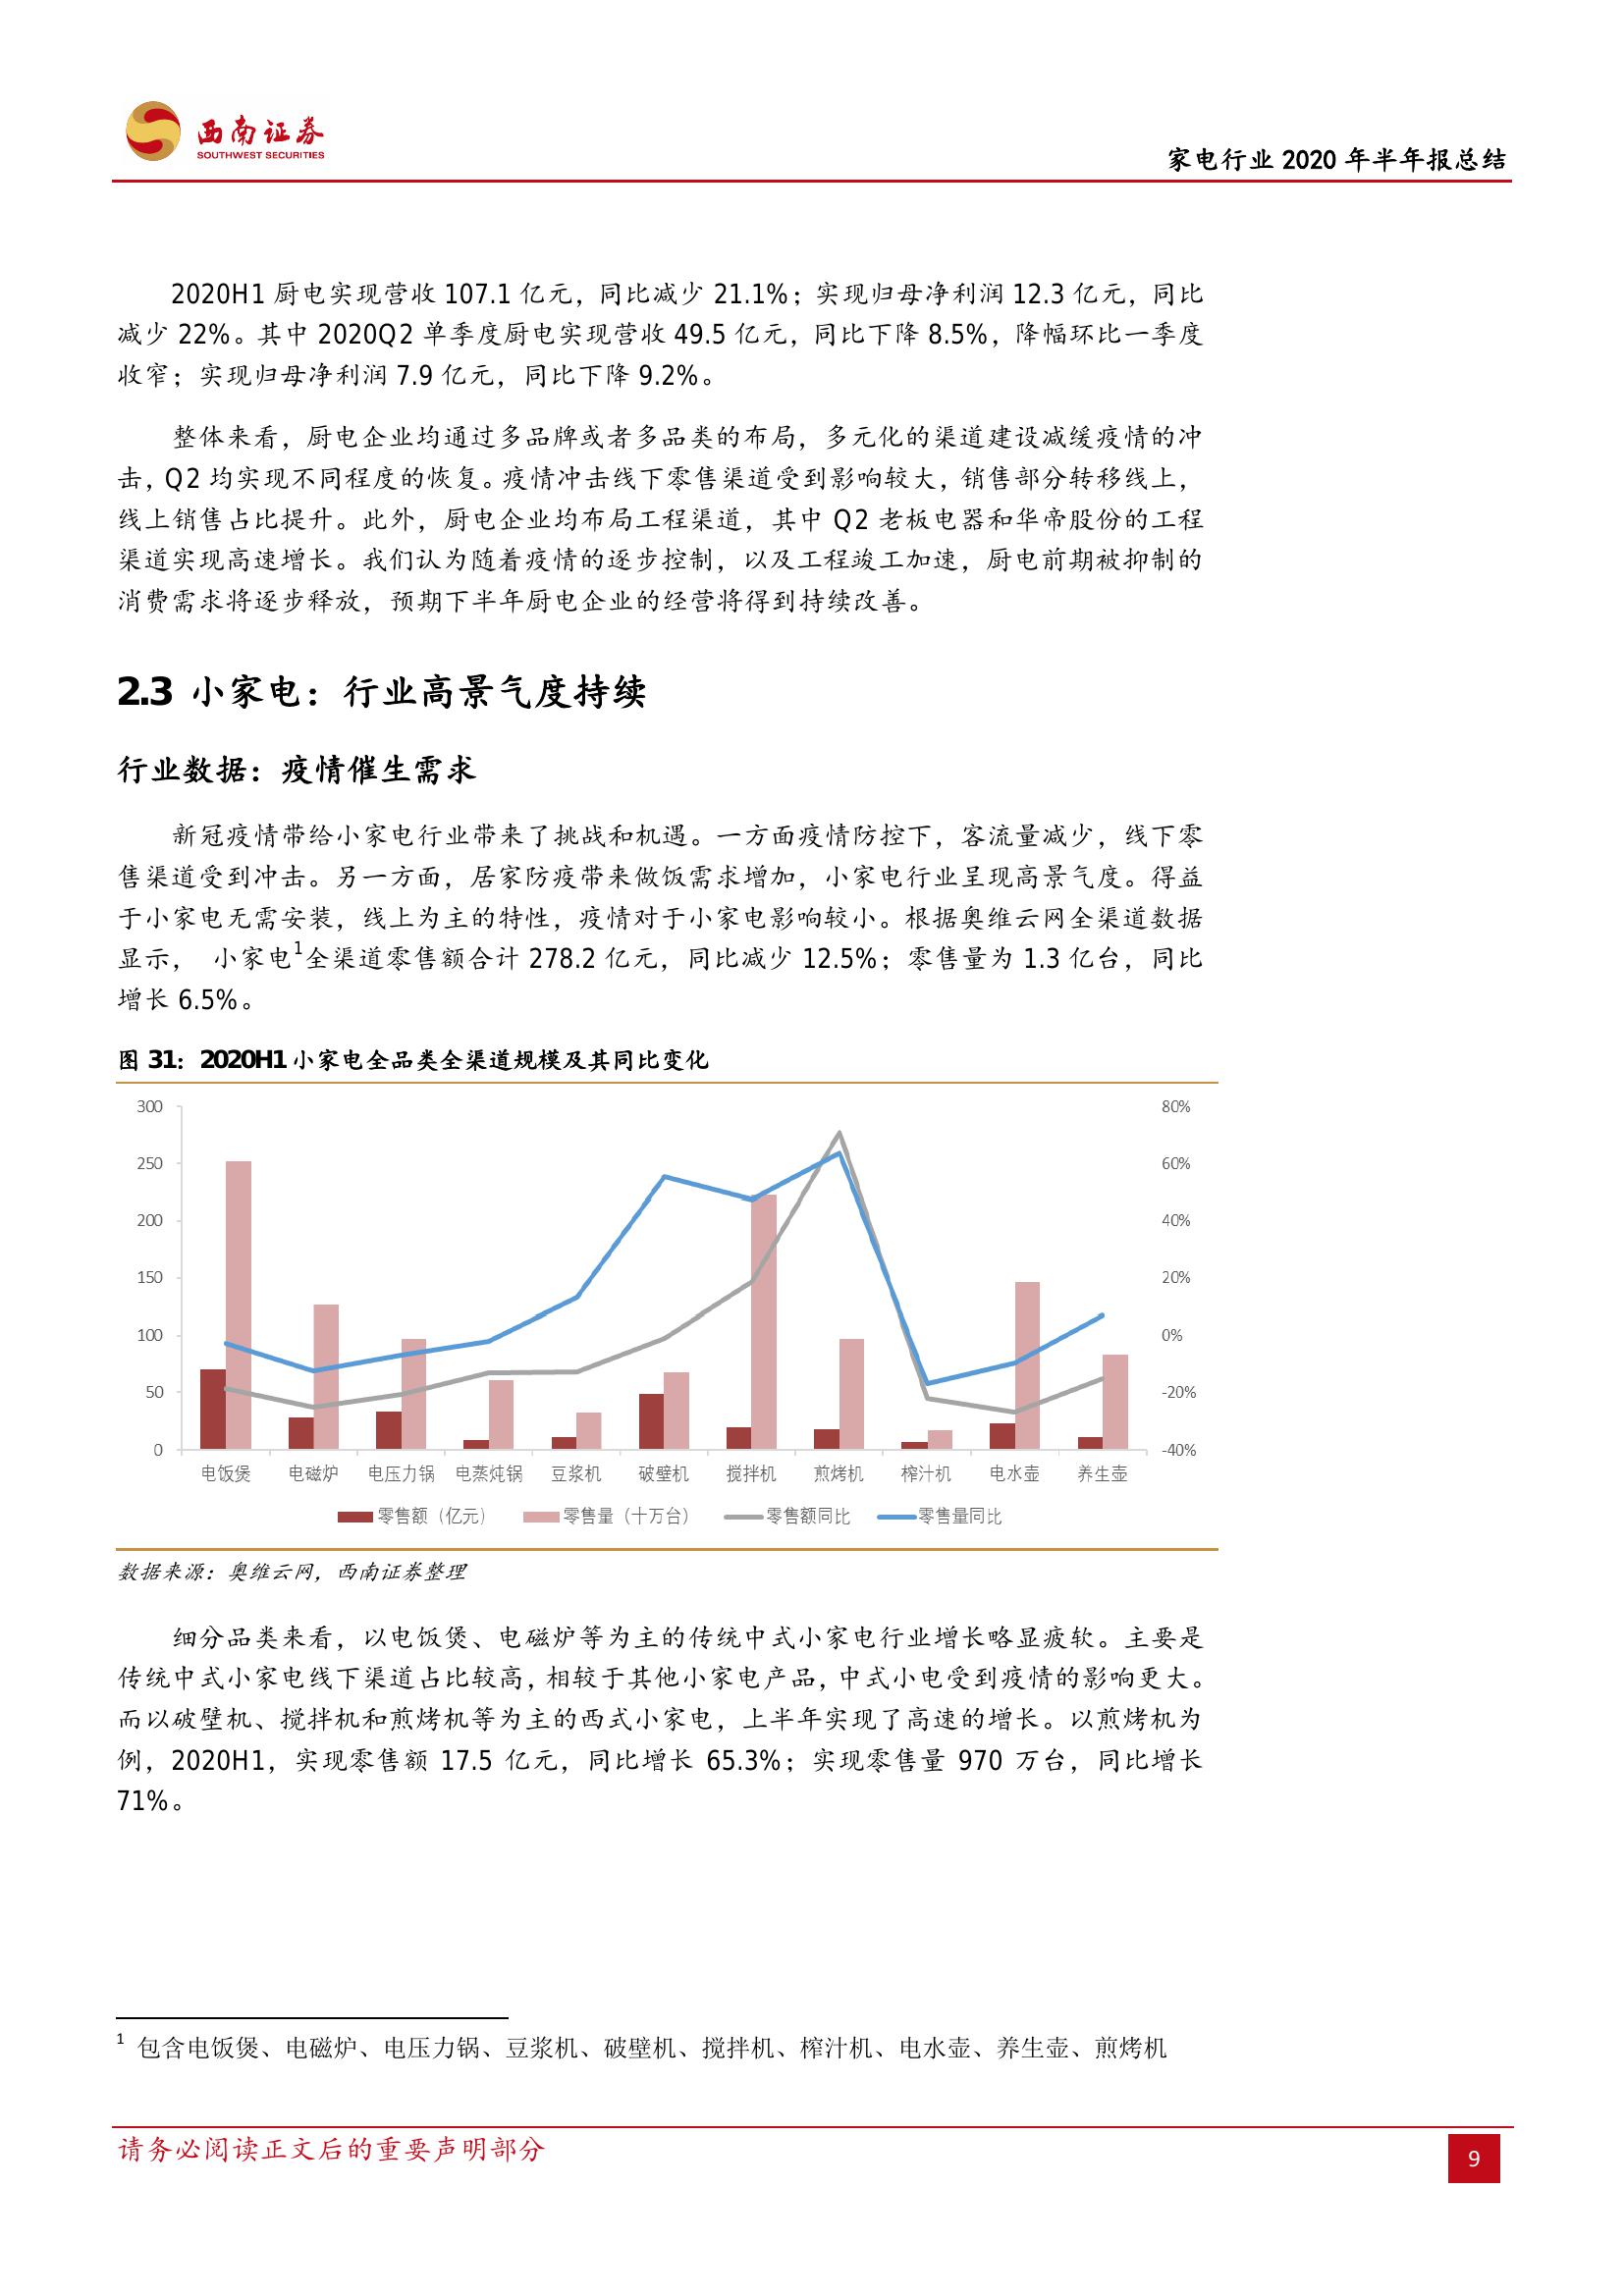 西南证券
SOUTHWEST SECURITIES
家电行业 2020 年半年报总结
2020H1 厨电实现营收 107.1 亿元，同比减少 21.1%；实现归母净利润 12.3 亿元，同比
减少 22%。其中 2020Q2 单季度厨电实现营收 49.5 亿元，同比下降 8.5%，降幅环比一季度
收窄；实现归母净利润 7.9 亿元，同比下降 9.2%。
整体来看，厨电企业均通过多品牌或者多品类的布局，多元化的渠道建设减缓疫情的冲
击，Q2 均实现不同程度的恢复。疫情冲击线下零售渠道受到影响较大，销售部分转移线上，
线上销售占比提升。此外，厨电企业均布局工程渠道，其中 Q2 老板电器和华帝股份的工程
渠道实现高速增长。我们认为随着疫情的逐步控制，以及工程竣工加速，厨电前期被抑制的
消费需求将逐步释放，预期下半年厨电企业的经营将得到持续改善。
2.3 小家电：行业高景气度持续
行业数据：疫情催生需求
新冠疫情带给小家电行业带来了挑战和机遇。一方面疫情防控下，客流量减少，线下零
售渠道受到冲击。另一方面，居家防疫带来做饭需求增加，小家电行业呈现高景气度。得益
于小家电无需安装，线上为主的特性，疫情对于小家电影响较小。根据奥维云网全渠道数据
显示， 小家电1全渠道零售额合计 278.2 亿元，同比减少 12.5%；零售量为 1.3 亿台，同比
增长 6.5%。
图 31：2020H1 小家电全品类全渠道规模及其同比变化
300 80%
250 60%
200 40%
150 20%
100 0%
50 -20%
0 -40%
电饭煲 电磁炉 电压力锅 电蒸炖锅 豆浆机 破壁机 搅拌机 煎烤机 榨汁机 电水壶 养生壶
零售额（亿元） 零售量（十万台） 零售额同比 零售量同比
数据来源：奥维云网，西南证券整理
细分品类来看，以电饭煲、电磁炉等为主的传统中式小家电行业增长略显疲软。主要是
传统中式小家电线下渠道占比较高，相较于其他小家电产品，中式小电受到疫情的影响更大。
而以破壁机、搅拌机和煎烤机等为主的西式小家电，上半年实现了高速的增长。以煎烤机为
例，2020H1，实现零售额 17.5 亿元，同比增长 65.3%；实现零售量 970 万台，同比增长
71%。
1 包含电饭煲、电磁炉、电压力锅、豆浆机、破壁机、搅拌机、榨汁机、电水壶、养生壶、煎烤机
请务必阅读正文后的重要声明部分
9